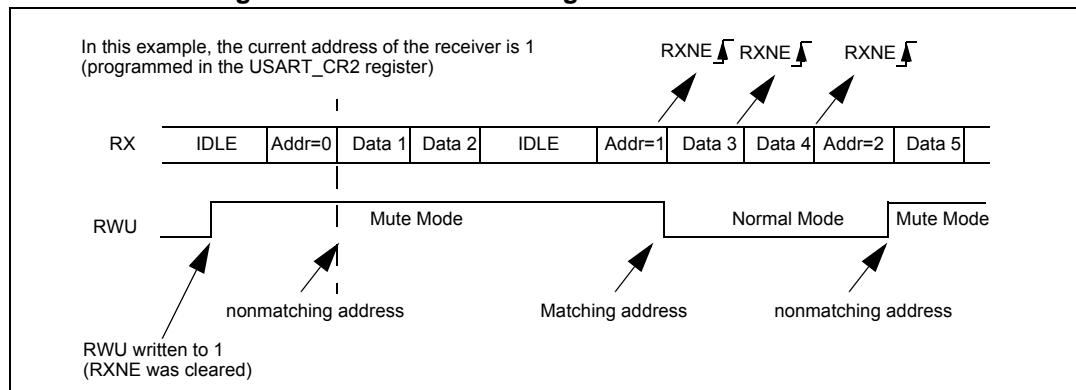 In this example, the current address of the receiver is 1
(programmed in the USART_CR2 register)
RXNE RXNE RXNE
RX IDLE Addr=0 Data 1 Data 2 IDLE Addr=1 Data 3 Data 4 Addr=2 Data 5
RWU Mute Mode Normal Mode Mute Mode
nonmatching address Matching address nonmatching address
RWU written to 1
(RXNE was cleared)